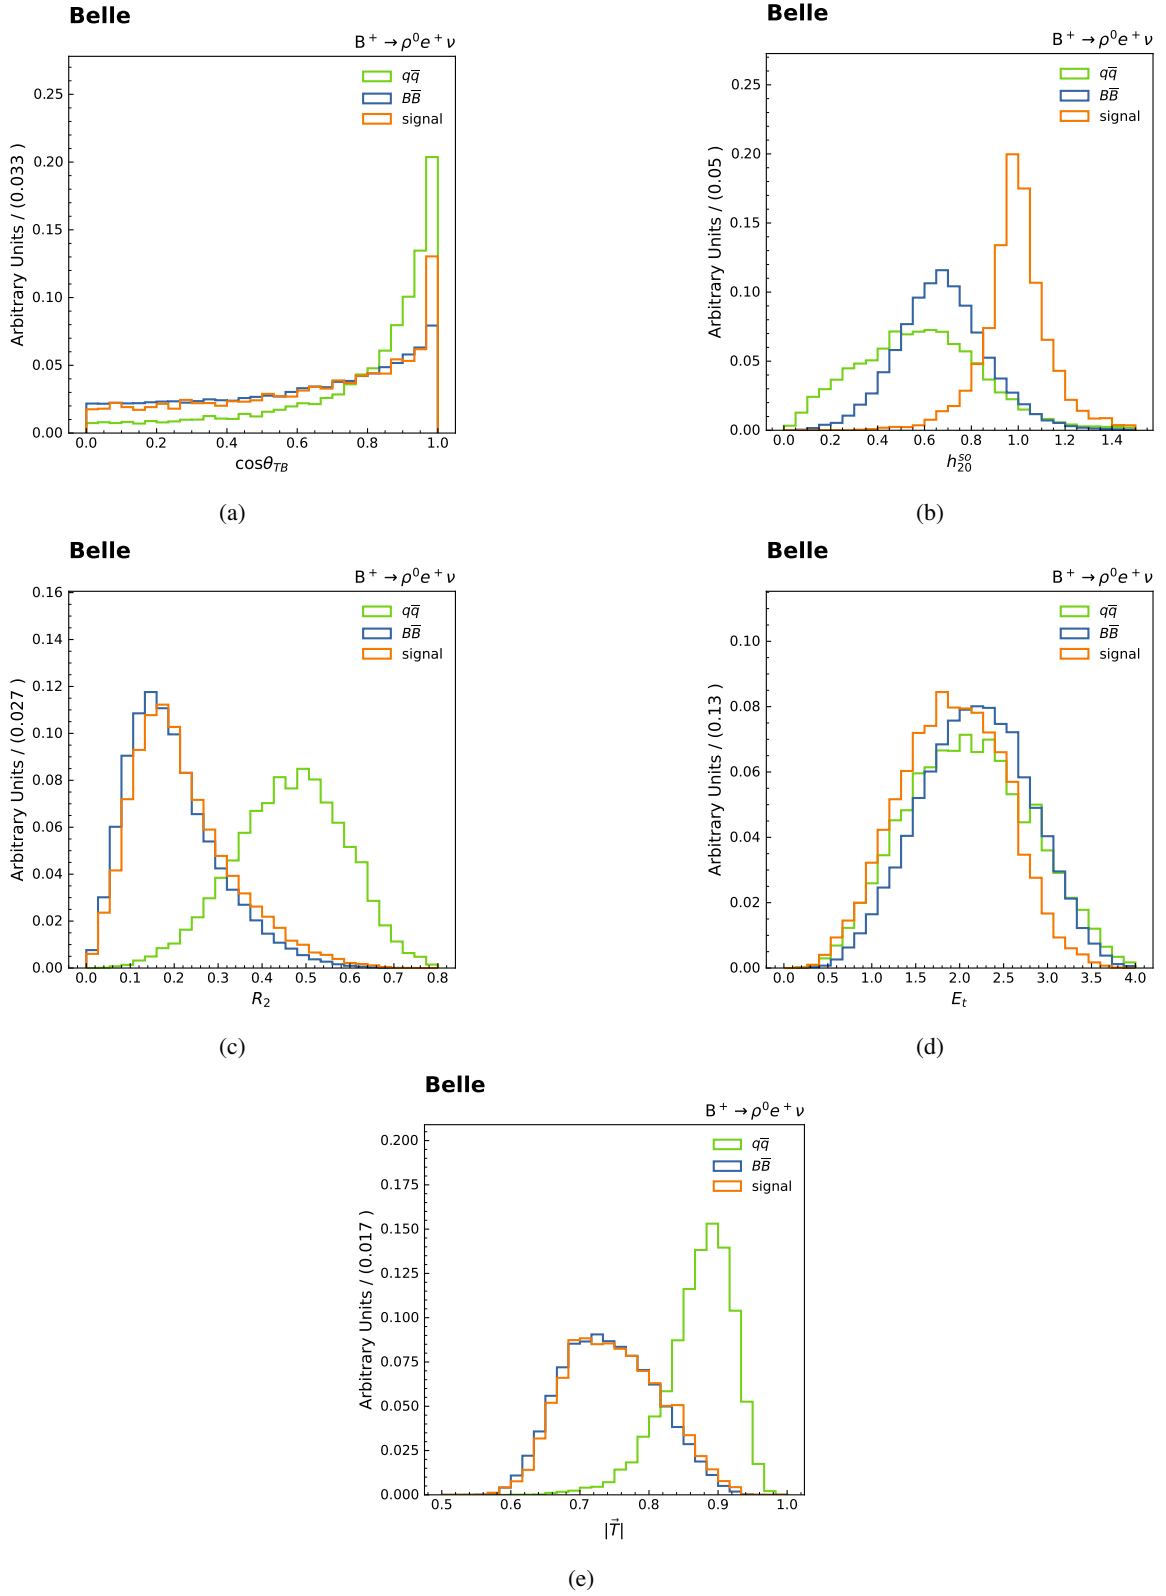 Belle
B⁺ → ρ⁰e⁺ν
qq̅
BB̅
signal
Arbitrary Units / (0.033 )
0.25
0.20
0.15
0.10
0.05
0.00
0.0 0.2 0.4 0.6 0.8 1.0
cosθ_TB
(a)
Belle
B⁺ → ρ⁰e⁺ν
qq̅
BB̅
signal
Arbitrary Units / (0.05 )
0.25
0.20
0.15
0.10
0.05
0.00
0.0 0.2 0.4 0.6 0.8 1.0 1.2 1.4
h₂₀ˢᵒ
(b)
Belle
B⁺ → ρ⁰e⁺ν
qq̅
BB̅
signal
Arbitrary Units / (0.027 )
0.16
0.14
0.12
0.10
0.08
0.06
0.04
0.02
0.00
0.0 0.1 0.2 0.3 0.4 0.5 0.6 0.7 0.8
R₂
(c)
Belle
B⁺ → ρ⁰e⁺ν
qq̅
BB̅
signal
Arbitrary Units / (0.13 )
0.10
0.08
0.06
0.04
0.02
0.00
0.0 0.5 1.0 1.5 2.0 2.5 3.0 3.5 4.0
Eₜ
(d)
Belle
B⁺ → ρ⁰e⁺ν
qq̅
BB̅
signal
Arbitrary Units / (0.017 )
0.200
0.175
0.150
0.125
0.100
0.075
0.050
0.025
0.000
0.5 0.6 0.7 0.8 0.9 1.0
|T⃗|
(e)